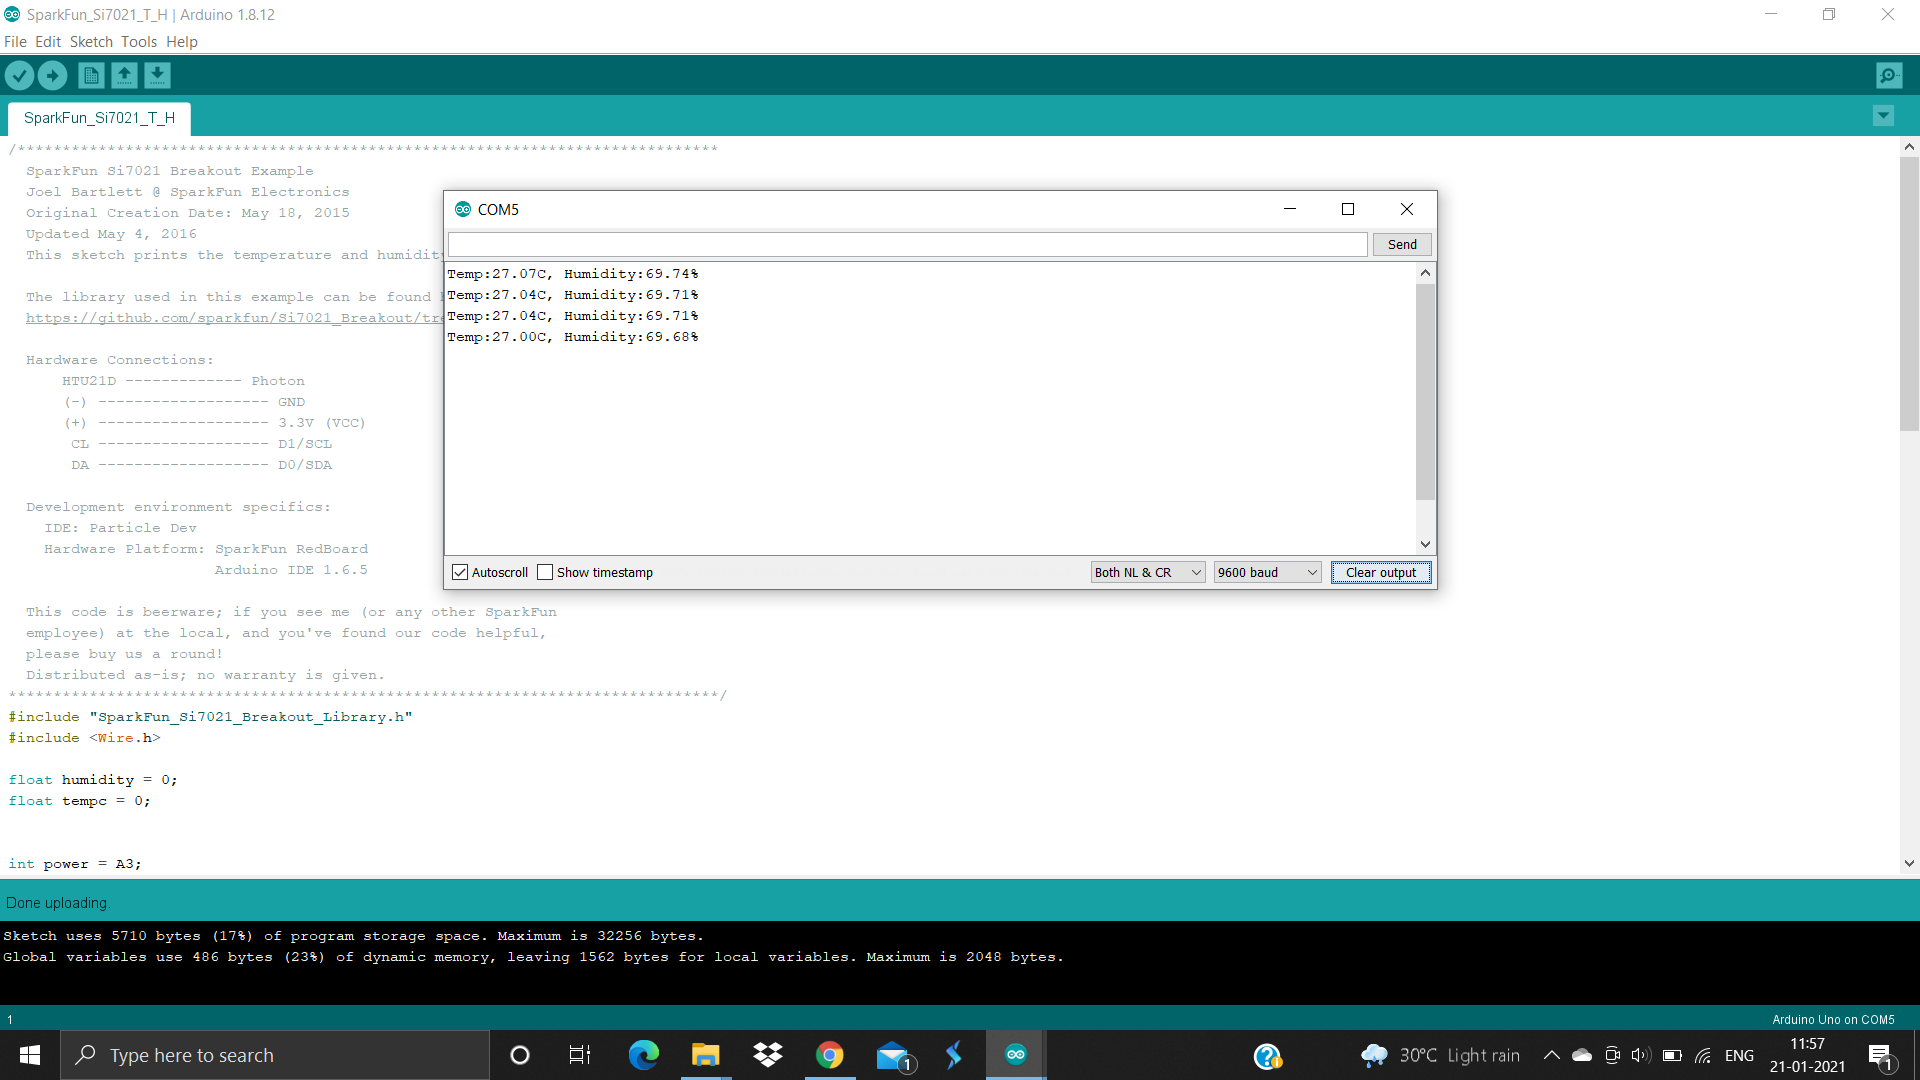 SparkFun_Si7021_T_H | Arduino 1.8.12
File Edit Sketch Tools Help
SparkFun_Si7021_T_H
/******************************************************************************
SparkFun Si7021 Breakout Example
Joel Bartlett @ SparkFun Electronics
Original Creation Date: May 18, 2015
Updated May 4, 2016
This sketch prints the temperature and humidity
The library used in this example can be found
https://github.com/sparkfun/Si7021_Breakout/tre
Hardware Connections:
HTU21D ------------- Photon
(-) ------------------- GND
(+) ------------------- 3.3V (VCC)
CL ------------------- D1/SCL
DA ------------------- D0/SDA
Development environment specifics:
IDE: Particle Dev
Hardware Platform: SparkFun RedBoard
Arduino IDE 1.6.5
This code is beerware; if you see me (or any other SparkFun
employee) at the local, and you've found our code helpful,
please buy us a round!
Distributed as-is; no warranty is given.
*******************************************************************************/
#include "SparkFun_Si7021_Breakout_Library.h"
#include <Wire.h>
float humidity = 0;
float tempc = 0;
int power = A3;
COM5
Send
Temp:27.07C, Humidity:69.74%
Temp:27.04C, Humidity:69.71%
Temp:27.04C, Humidity:69.71%
Temp:27.00C, Humidity:69.68%
Autoscroll Show timestamp Both NL & CR 9600 baud Clear output
Done uploading.
Sketch uses 5710 bytes (17%) of program storage space. Maximum is 32256 bytes.
Global variables use 486 bytes (23%) of dynamic memory, leaving 1562 bytes for local variables. Maximum is 2048 bytes.
1 Arduino Uno on COM5
Type here to search
1
30°C Light rain
ENG
11:57
21-01-2021
1